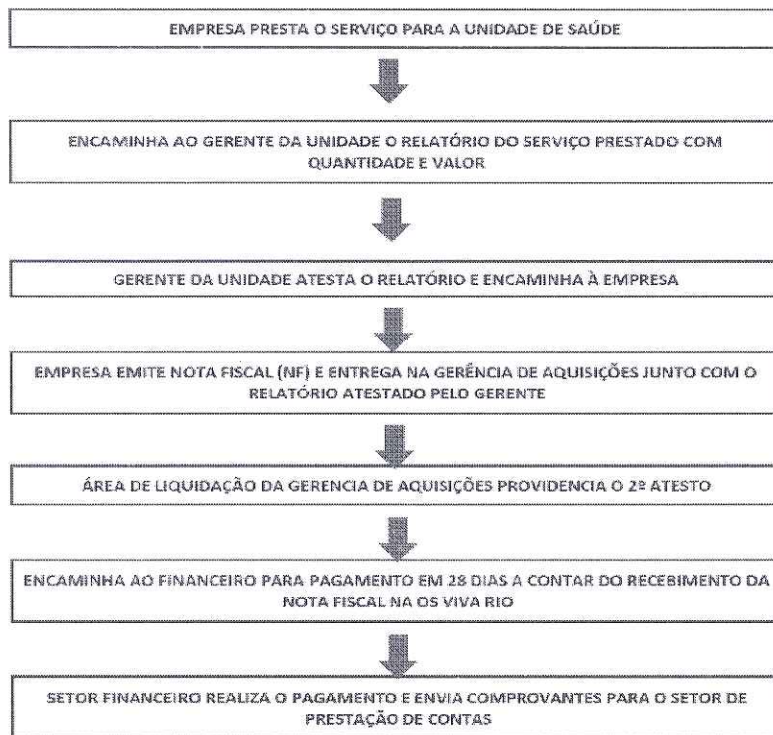 EMPRESA PRESTA O SERVIÇO PARA A UNIDADE DE SAÚDE
ENCAMINHA AO GERENTE DA UNIDADE O RELATÓRIO DO SERVIÇO PRESTADO COM
QUANTIDADE E VALOR
GERENTE DA UNIDADE ATESTA O RELATÓRIO E ENCAMINHA À EMPRESA
EMPRESA EMITE NOTA FISCAL (NF) E ENTREGA NA GERÊNCIA DE AQUISIÇÕES JUNTO COM O
RELATÓRIO ATESTADO PELO GERENTE
ÁREA DE LIQUIDAÇÃO DA GERENCIA DE AQUISIÇÕES PROVIDENCIA O 2º ATESTO
ENCAMINHA AO FINANCEIRO PARA PAGAMENTO EM 28 DIAS A CONTAR DO RECEBIMENTO DA
NOTA FISCAL NA OS VIVA RIO
SETOR FINANCEIRO REALIZA O PAGAMENTO E ENVIA COMPROVANTES PARA O SETOR DE
PRESTAÇÃO DE CONTAS